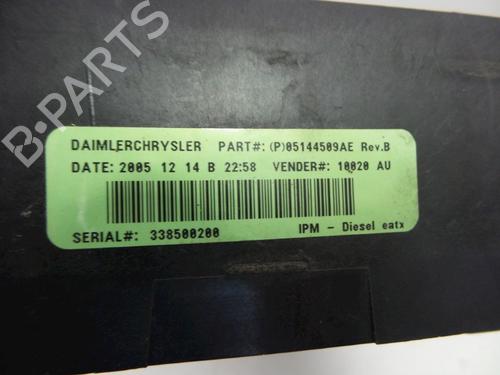 DAIMLERCHRYSLER PART#: (P)05144509AE Rev.B
DATE: 2005 12 14 B 22:58 VENDER#: 10020 AU
SERIAL#: 338500200 IPM - Diesel eatx
B-PARTS